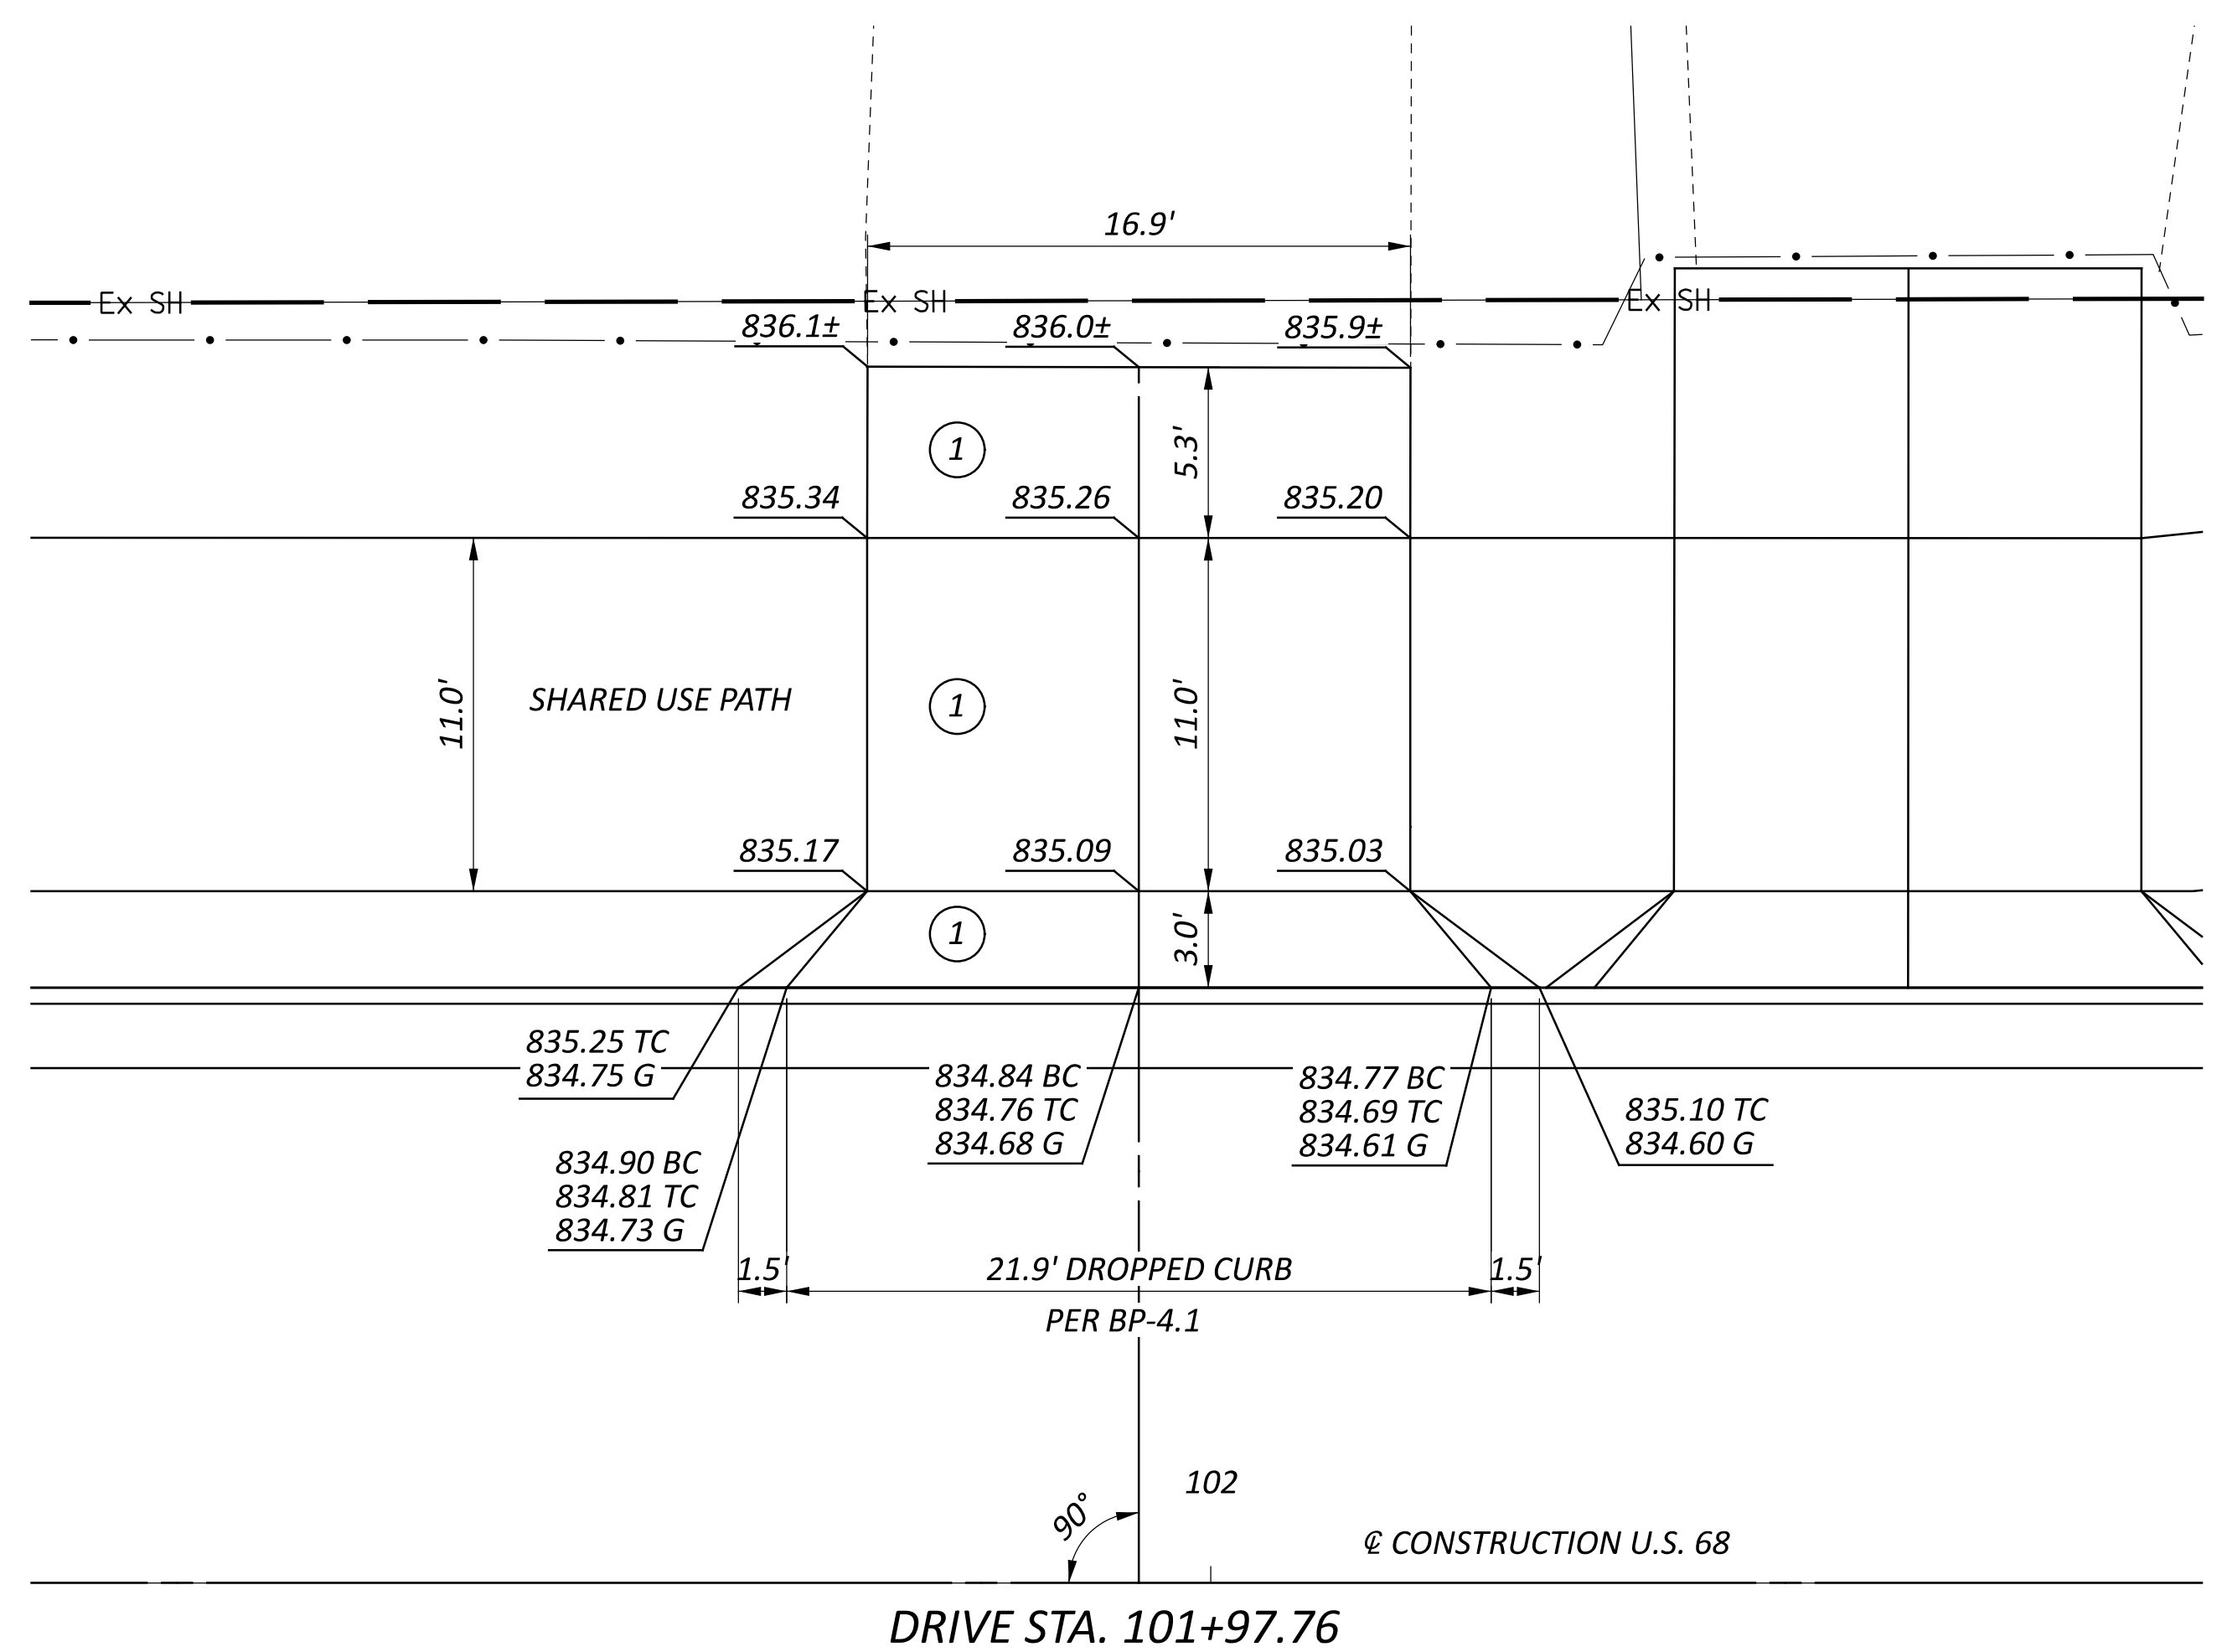 16.9'
Ex SH
Ex SH
Ex SH
836.1±
836.0±
835.9±
1
5.3'
835.34
835.26
835.20
11.0'
SHARED USE PATH
1
11.0'
835.17
835.09
835.03
1
3.0'
835.25 TC
834.75 G
834.84 BC
834.76 TC
834.68 G
834.77 BC
834.69 TC
834.61 G
835.10 TC
834.60 G
834.90 BC
834.81 TC
834.73 G
1.5'
21.9' DROPPED CURB
1.5'
PER BP-4.1
102
90°
℄ CONSTRUCTION U.S. 68
DRIVE STA. 101+97.76